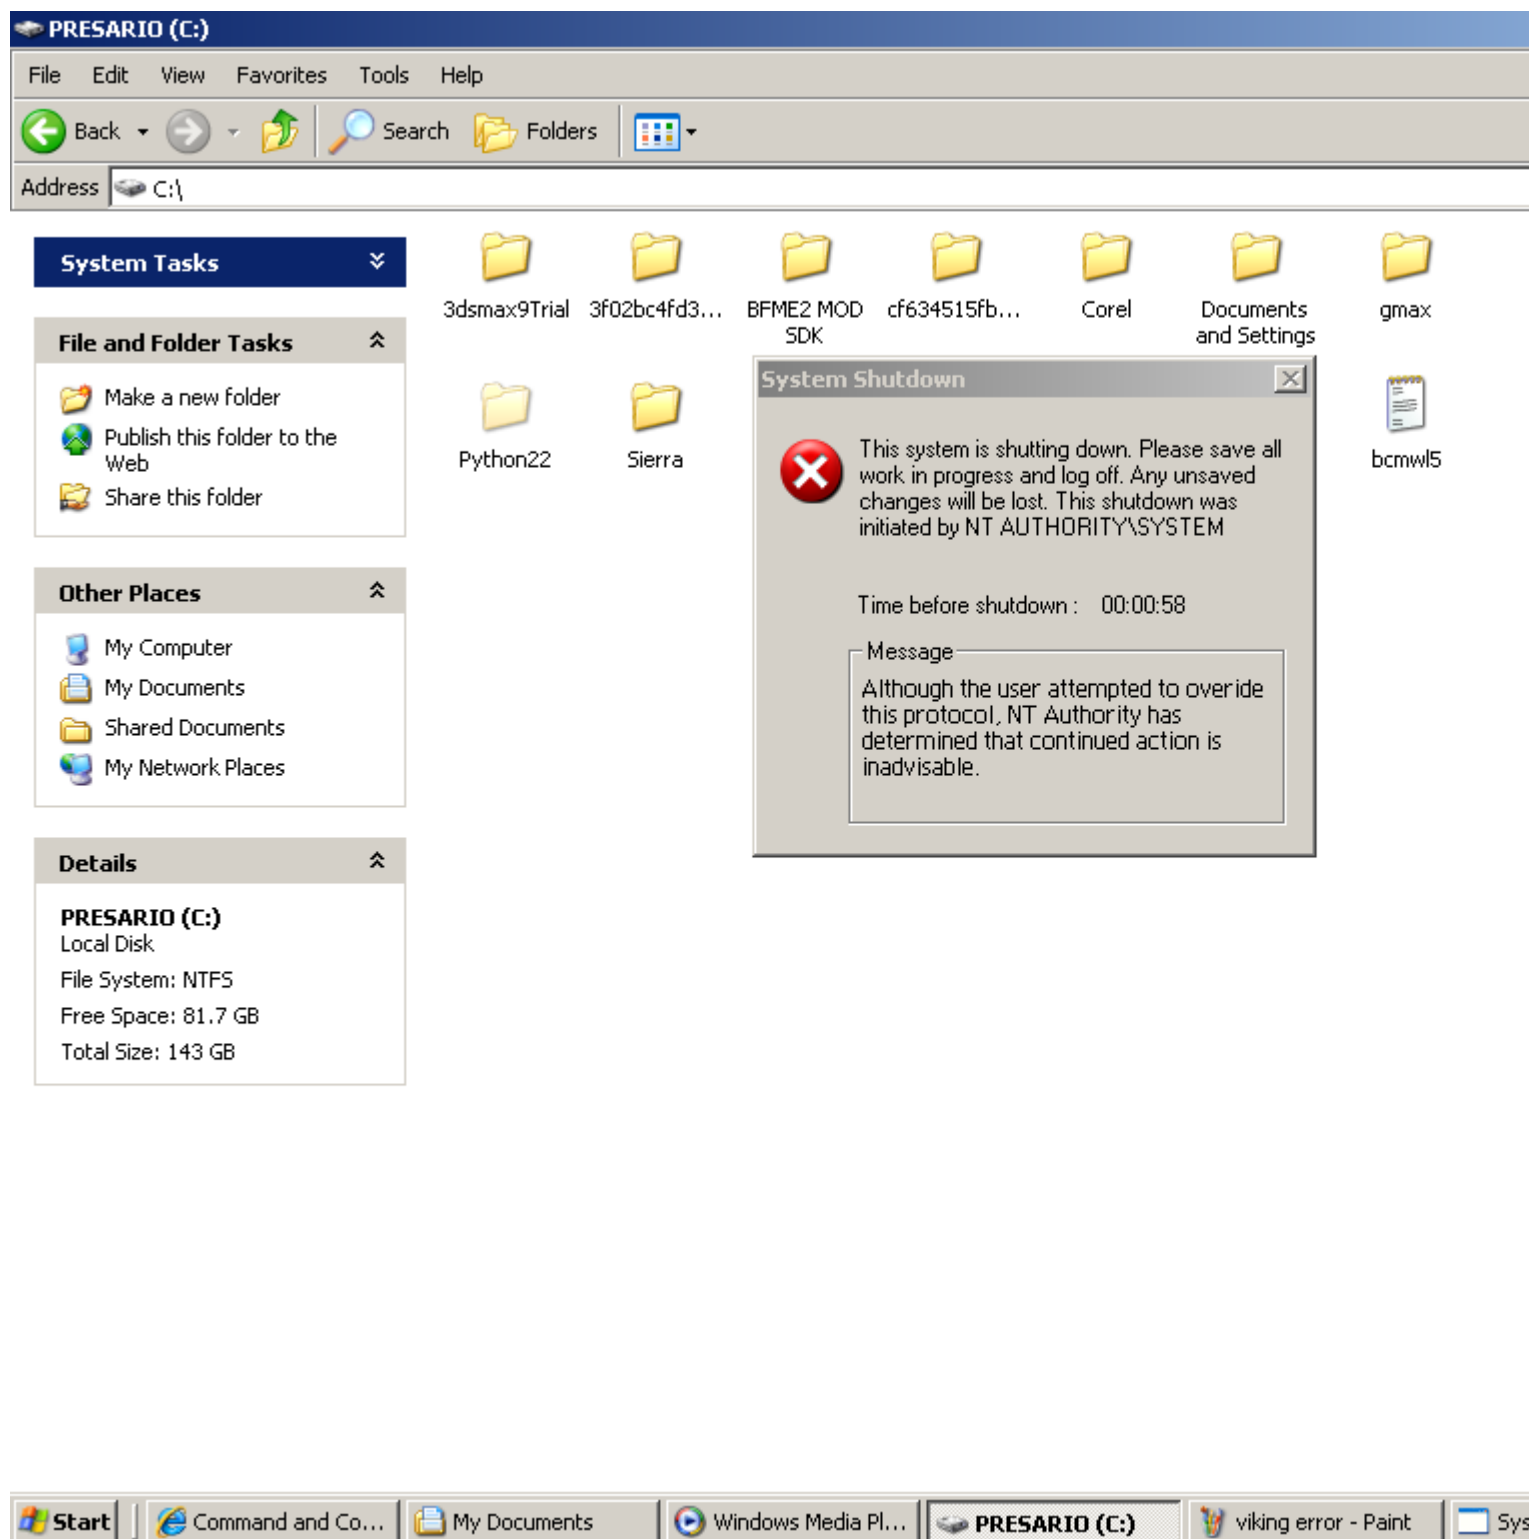 PRESARIO (C:)
File Edit View Favorites Tools Help
Back Search Folders
Address C:\
System Tasks
File and Folder Tasks
Make a new folder
Publish this folder to the
Web
Share this folder
Other Places
My Computer
My Documents
Shared Documents
My Network Places
Details
PRESARIO (C:)
Local Disk
File System: NTFS
Free Space: 81.7 GB
Total Size: 143 GB
3dsmax9Trial 3f02bc4fd3... BFME2 MOD cf634515fb... Corel Documents gmax
SDK and Settings
Python22 Sierra bcmwl5
System Shutdown
This system is shutting down. Please save all
work in progress and log off. Any unsaved
changes will be lost. This shutdown was
initiated by NT AUTHORITY\SYSTEM
Time before shutdown : 00:00:58
Message
Although the user attempted to overide
this protocol, NT Authority has
determined that continued action is
inadvisable.
Start Command and Co... My Documents Windows Media Pl... PRESARIO (C:) viking error - Paint Sys